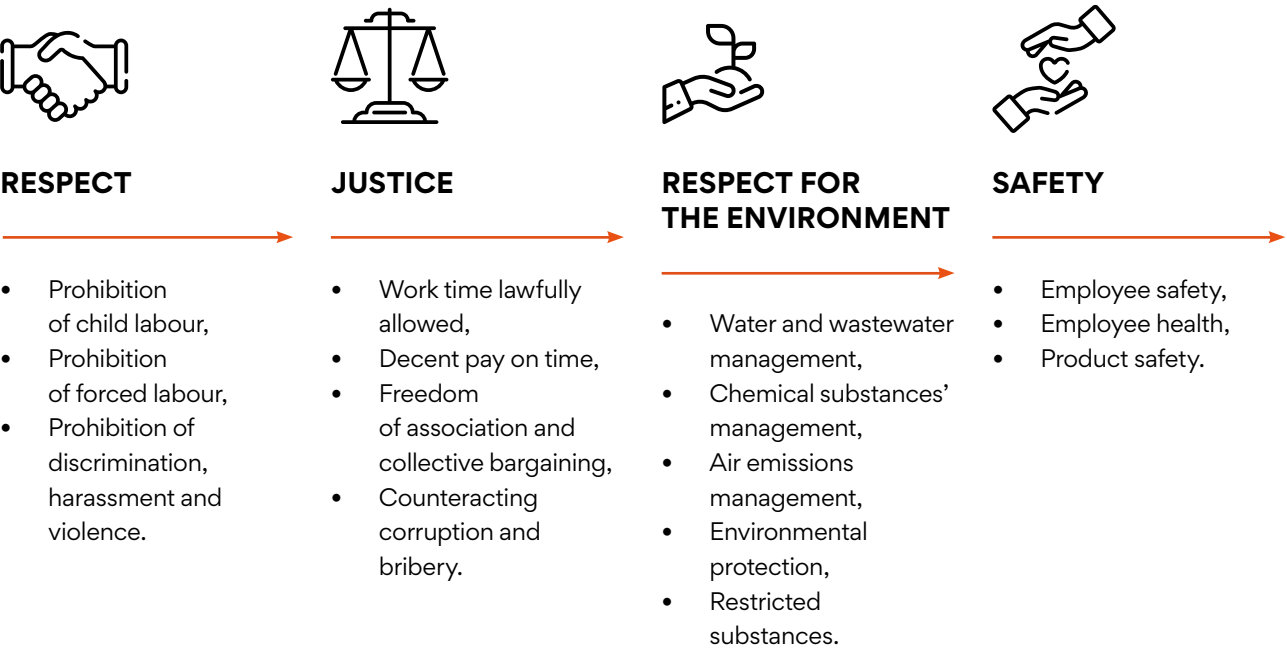 RESPECT
• Prohibition
of child labour,
• Prohibition
of forced labour,
• Prohibition of
discrimination,
harassment and
violence.
JUSTICE
• Work time lawfully
allowed,
• Decent pay on time,
• Freedom
of association and
collective bargaining,
• Counteracting
corruption and
bribery.
RESPECT FOR
THE ENVIRONMENT
• Water and wastewater
management,
• Chemical substances’
management,
• Air emissions
management,
• Environmental
protection,
• Restricted
substances.
SAFETY
• Employee safety,
• Employee health,
• Product safety.